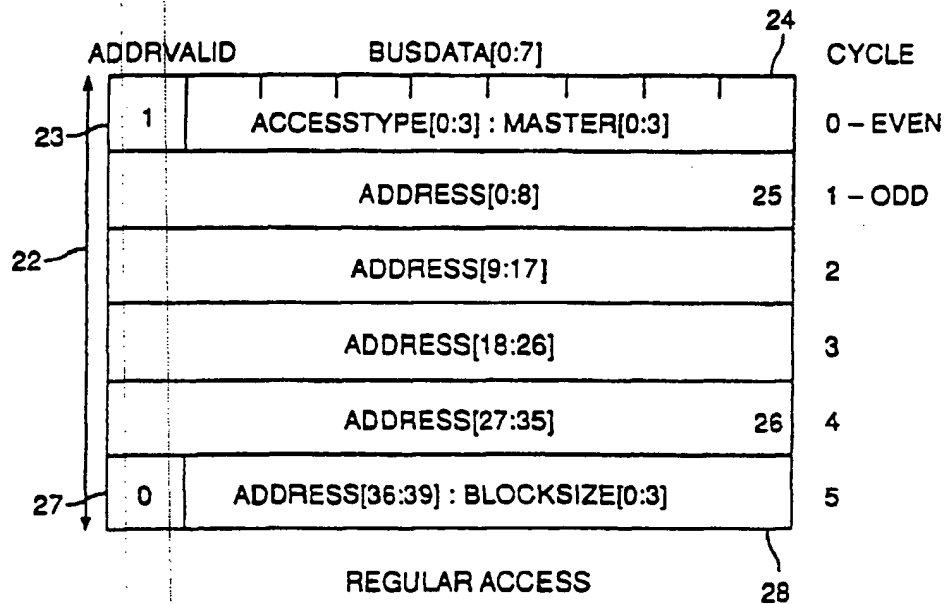 24
ADDRVALID BUSDATA[0:7] CYCLE
23 1 ACCESSTYPE[0:3] : MASTER[0:3] 0 – EVEN
ADDRESS[0:8] 25 1 – ODD
22 ADDRESS[9:17] 2
ADDRESS[18:26] 3
ADDRESS[27:35] 26 4
27 0 ADDRESS[36:39] : BLOCKSIZE[0:3] 5
REGULAR ACCESS 28